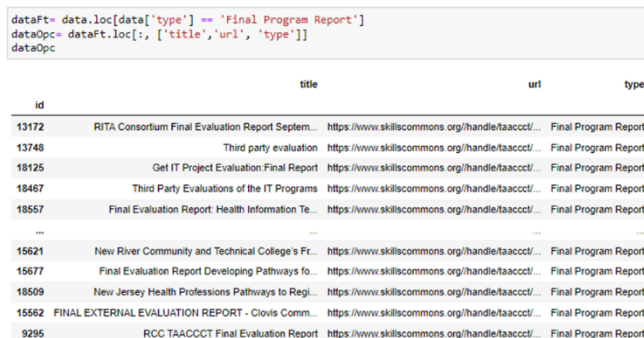 dataFt= data.loc[data['type'] == 'Final Program Report']
dataOpc= dataFt.loc[:, ['title','url', 'type']]
dataOpc
title url type
id
13172 RITA Consortium Final Evaluation Report Septem... https://www.skillscommons.org//handle/taaccct/... Final Program Report
13748 Third party evaluation https://www.skillscommons.org//handle/taaccct/... Final Program Report
18125 Get IT Project Evaluation:Final Report https://www.skillscommons.org//handle/taaccct/... Final Program Report
18467 Third Party Evaluations of the IT Programs https://www.skillscommons.org//handle/taaccct/... Final Program Report
18557 Final Evaluation Report: Health Information Te... https://www.skillscommons.org//handle/taaccct/... Final Program Report
... ... ... ...
15621 New River Community and Technical College's Fr... https://www.skillscommons.org//handle/taaccct/... Final Program Report
15677 Final Evaluation Report Developing Pathways fo... https://www.skillscommons.org//handle/taaccct/... Final Program Report
18509 New Jersey Health Professions Pathways to Regi... https://www.skillscommons.org//handle/taaccct/... Final Program Report
15562 FINAL EXTERNAL EVALUATION REPORT - Clovis Comm... https://www.skillscommons.org//handle/taaccct/... Final Program Report
9295 RCC TAACCCT Final Evaluation Report https://www.skillscommons.org//handle/taaccct/... Final Program Report